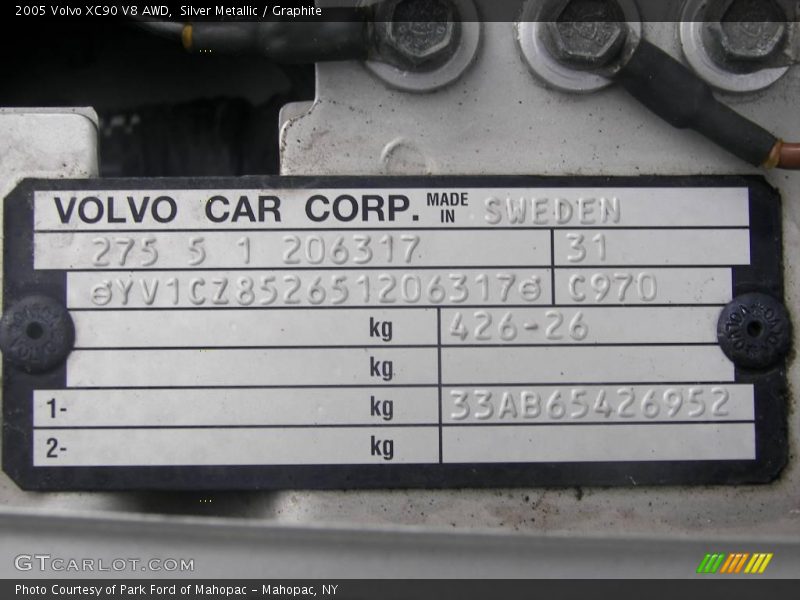 2005 Volvo XC90 V8 AWD,  Silver Metallic / Graphite
VOLVO CAR CORP. MADE IN SWEDEN
275 5 1 206317 31
YV1CZ852651206317 C970
kg 426-26
kg
1- kg 33AB65426952
2- kg
VOLVO
GTCARLOT.COM
Photo Courtesy of Park Ford of Mahopac - Mahopac, NY